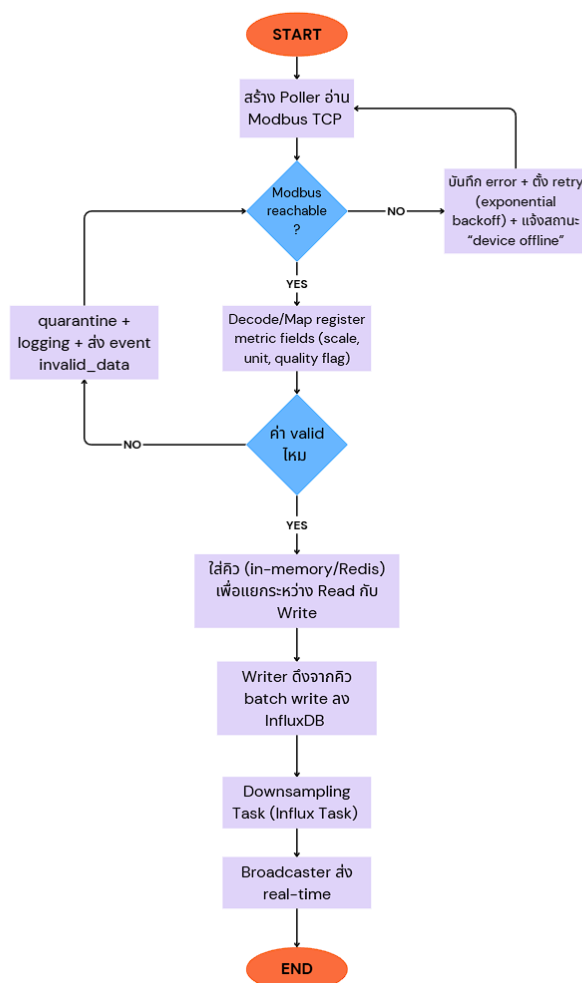 START
สร้าง Poller อ่าน
Modbus TCP
Modbus
reachable
?
NO
บันทึก error + ตั้ง retry
(exponential
backoff) + แจ้งสถานะ
“device offline”
YES
quarantine +
logging + ส่ง event
invalid_data
Decode/Map register
metric fields (scale,
unit, quality flag)
ค่า valid
ไหม
NO
YES
ใส่คิว (in-memory/Redis)
เพื่อแยกระหว่าง Read กับ
Write
Writer ดึงจากคิว
batch write ลง
InfluxDB
Downsampling
Task (Influx Task)
Broadcaster ส่ง
real-time
END